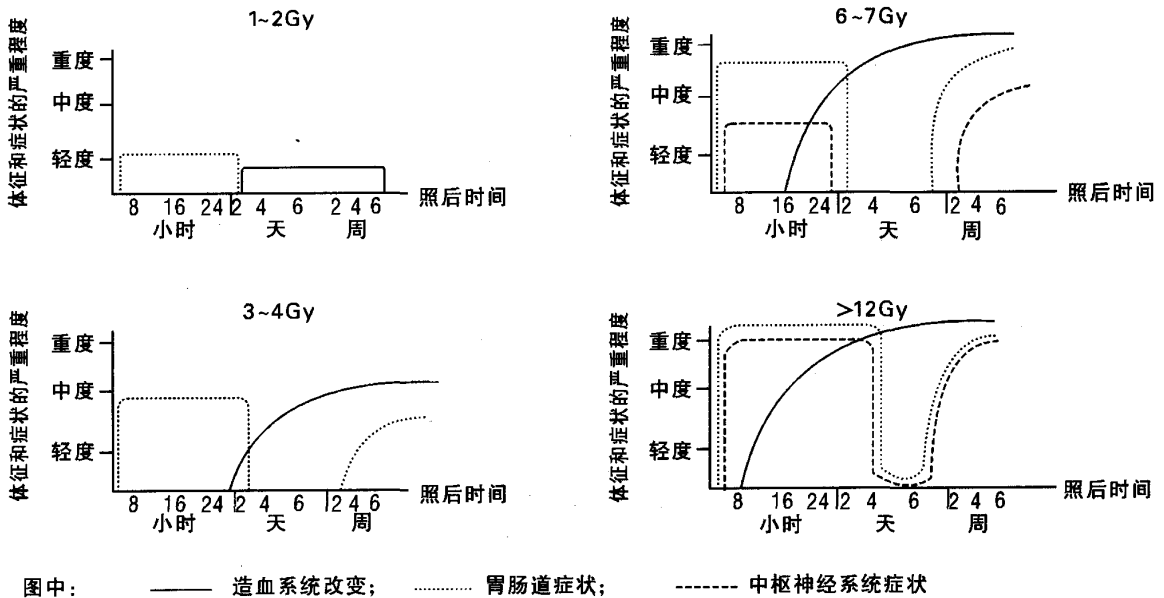 1~2Gy
体征和症状的严重程度
重度
中度
轻度
8 16 24 2 4 6 2 4 6 照后时间
小时 天 周
6~7Gy
体征和症状的严重程度
重度
中度
轻度
8 16 24 2 4 6 2 4 6 照后时间
小时 天 周
3~4Gy
体征和症状的严重程度
重度
中度
轻度
8 16 24 2 4 6 2 4 6 照后时间
小时 天 周
>12Gy
体征和症状的严重程度
重度
中度
轻度
8 16 24 2 4 6 2 4 6 照后时间
小时 天 周
图中: 造血系统改变; 胃肠道症状; 中枢神经系统症状